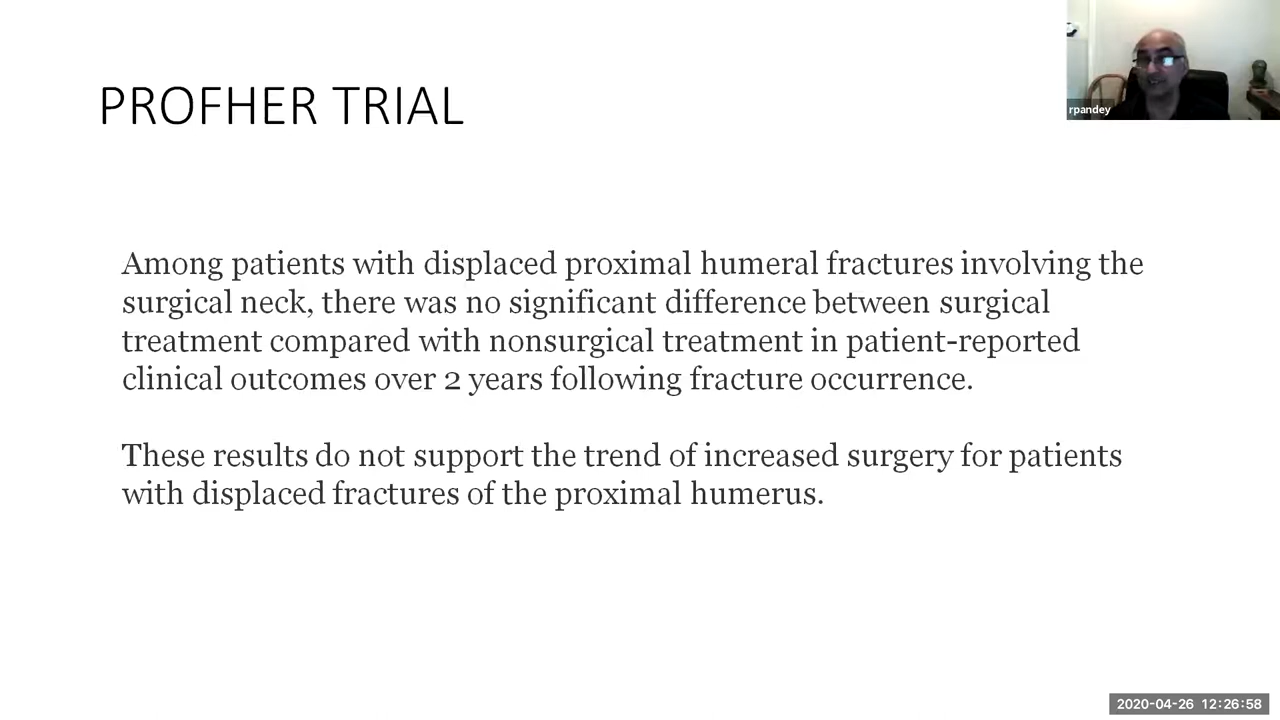 PROFHER TRIAL
rpandey
Among patients with displaced proximal humeral fractures involving the
surgical neck, there was no significant difference between surgical
treatment compared with nonsurgical treatment in patient-reported
clinical outcomes over 2 years following fracture occurrence.
These results do not support the trend of increased surgery for patients
with displaced fractures of the proximal humerus.
2020-04-26 12:26:58